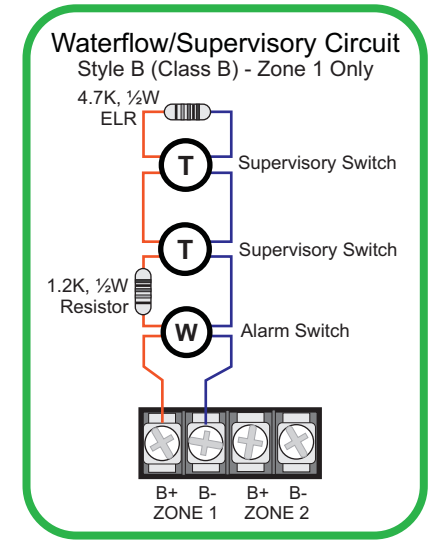 Waterflow/Supervisory Circuit
Style B (Class B) - Zone 1 Only
4.7K, ½W
ELR
T
Supervisory Switch
T
Supervisory Switch
1.2K, ½W
Resistor
W
Alarm Switch
B+ B- B+ B-
ZONE 1 ZONE 2